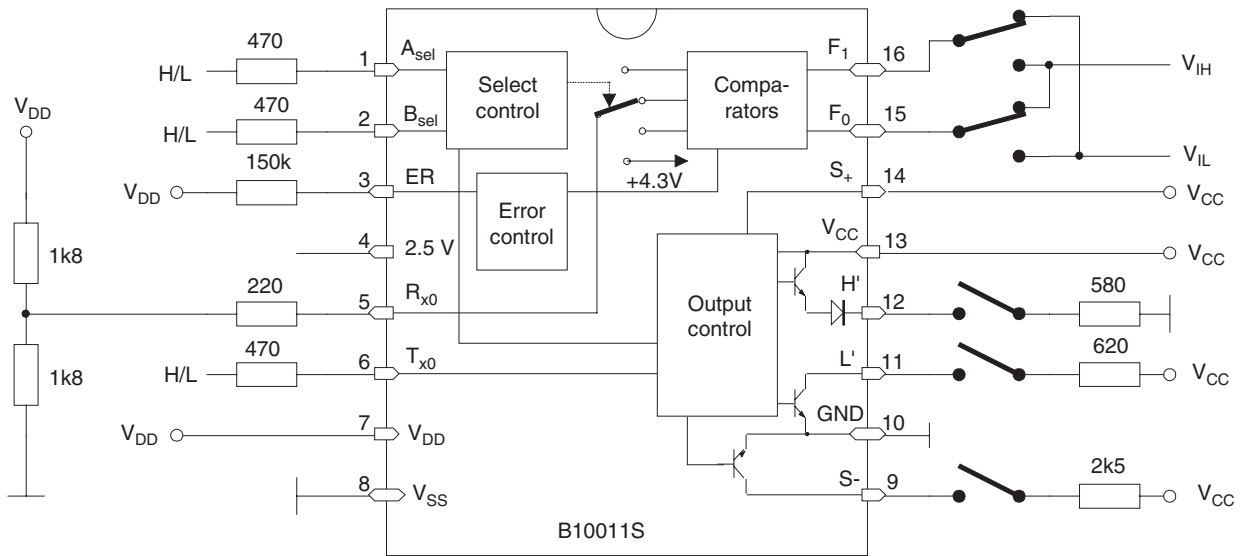 470
1
A_sel
H/L
Select control
Compa-rators
F_1
16
V_IH
V_DD
470
2
B_sel
H/L
F_0
15
150k
V_DD
3
ER
+4.3V
V_IL
S_+
14
V_CC
Error control
4
2.5 V
V_CC
13
V_CC
1k8
220
5
R_x0
Output control
H'
12
580
1k8
470
6
T_x0
H/L
L'
11
620
V_CC
V_DD
7
V_DD
GND
10
8
V_SS
S-
9
2k5
V_CC
B10011S